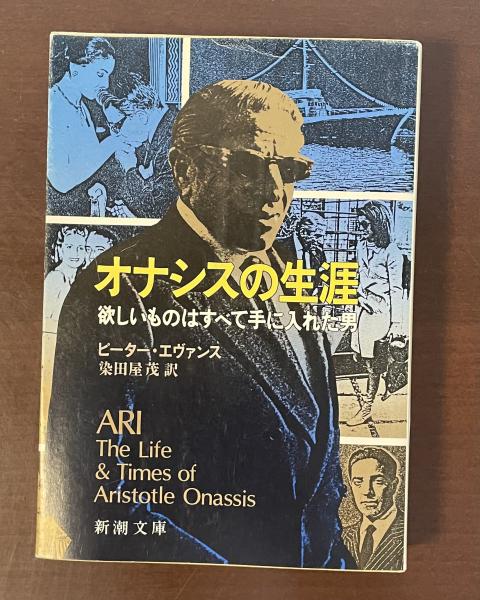 オナシスの生涯
欲しいものはすべて手に入れた男
ピーター・エヴァンス
染田屋茂 訳
ARI
The Life
& Times of
Aristotle Onassis
新潮文庫